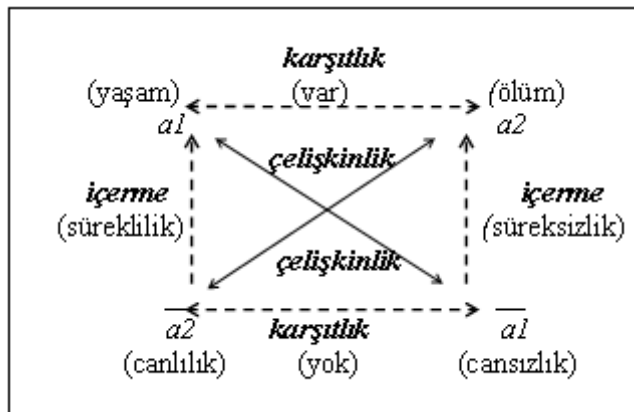 karşıtlık
(yaşam) (var) (ölüm)
a1 a2
çelişkinlik
içerme içerme
(süreklilik) (süreksizlik)
çelişkinlik
a2 karşıtlık a1
(canlılık) (yok) (cansızlık)